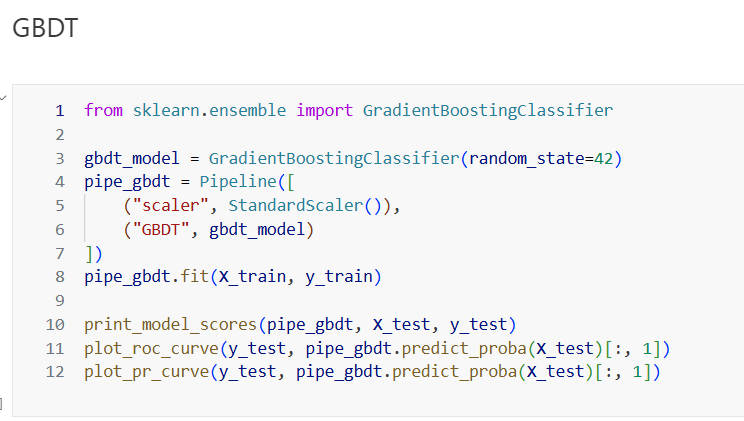 GBDT
1 from sklearn.ensemble import GradientBoostingClassifier
2
3 gbdt_model = GradientBoostingClassifier(random_state=42)
4 pipe_gbdt = Pipeline([
5     ("scaler", StandardScaler()),
6     ("GBDT", gbdt_model)
7 ])
8 pipe_gbdt.fit(X_train, y_train)
9
10 print_model_scores(pipe_gbdt, X_test, y_test)
11 plot_roc_curve(y_test, pipe_gbdt.predict_proba(X_test)[:, 1])
12 plot_pr_curve(y_test, pipe_gbdt.predict_proba(X_test)[:, 1])
]